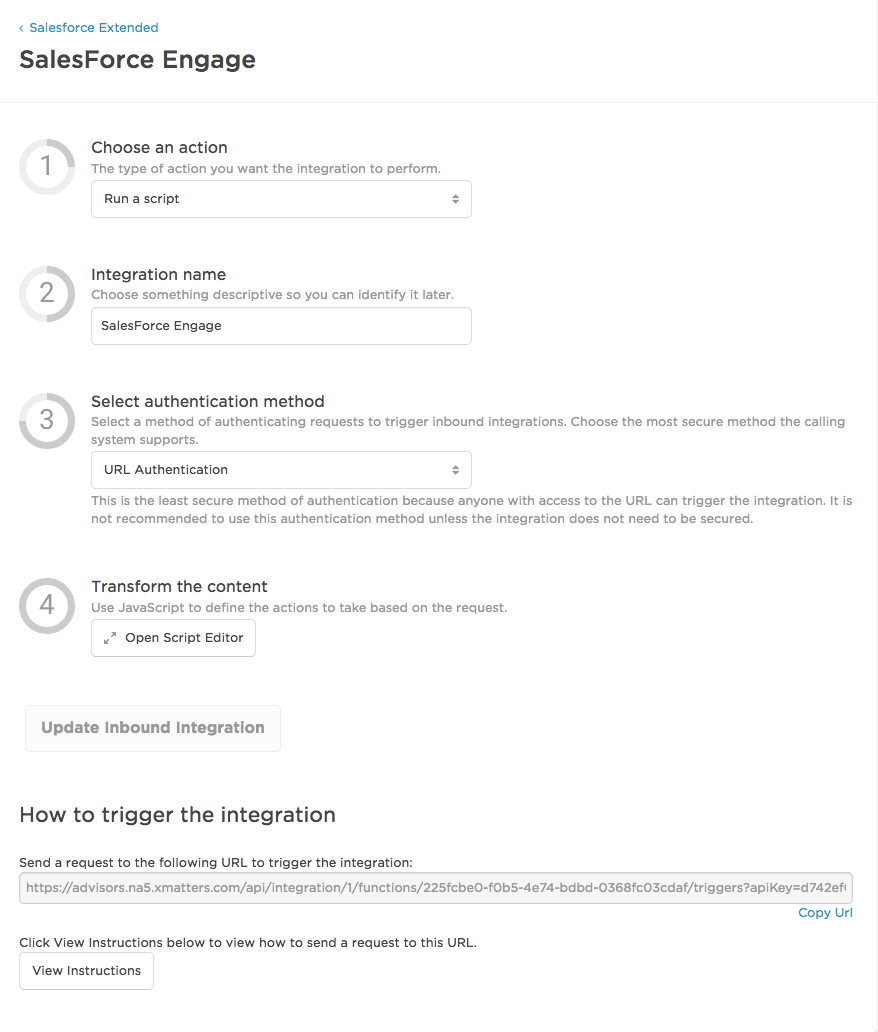 ‹ Salesforce Extended
SalesForce Engage
1
Choose an action
The type of action you want the integration to perform.
Run a script
2
Integration name
Choose something descriptive so you can identify it later.
SalesForce Engage
3
Select authentication method
Select a method of authenticating requests to trigger inbound integrations. Choose the most secure method the calling
system supports.
URL Authentication
This is the least secure method of authentication because anyone with access to the URL can trigger the integration. It is
not recommended to use this authentication method unless the integration does not need to be secured.
4
Transform the content
Use JavaScript to define the actions to take based on the request.
Open Script Editor
Update Inbound Integration
How to trigger the integration
Send a request to the following URL to trigger the integration:
https://advisors.na5.xmatters.com/api/integration/1/functions/225fcbe0-f0b5-4e74-bdbd-0368fc03cdaf/triggers?apiKey=d742ef
Copy Url
Click View Instructions below to view how to send a request to this URL.
View Instructions